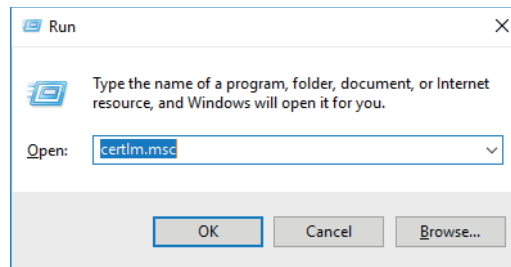 Run
Type the name of a program, folder, document, or Internet
resource, and Windows will open it for you.
Open: certlm.msc
OK Cancel Browse...